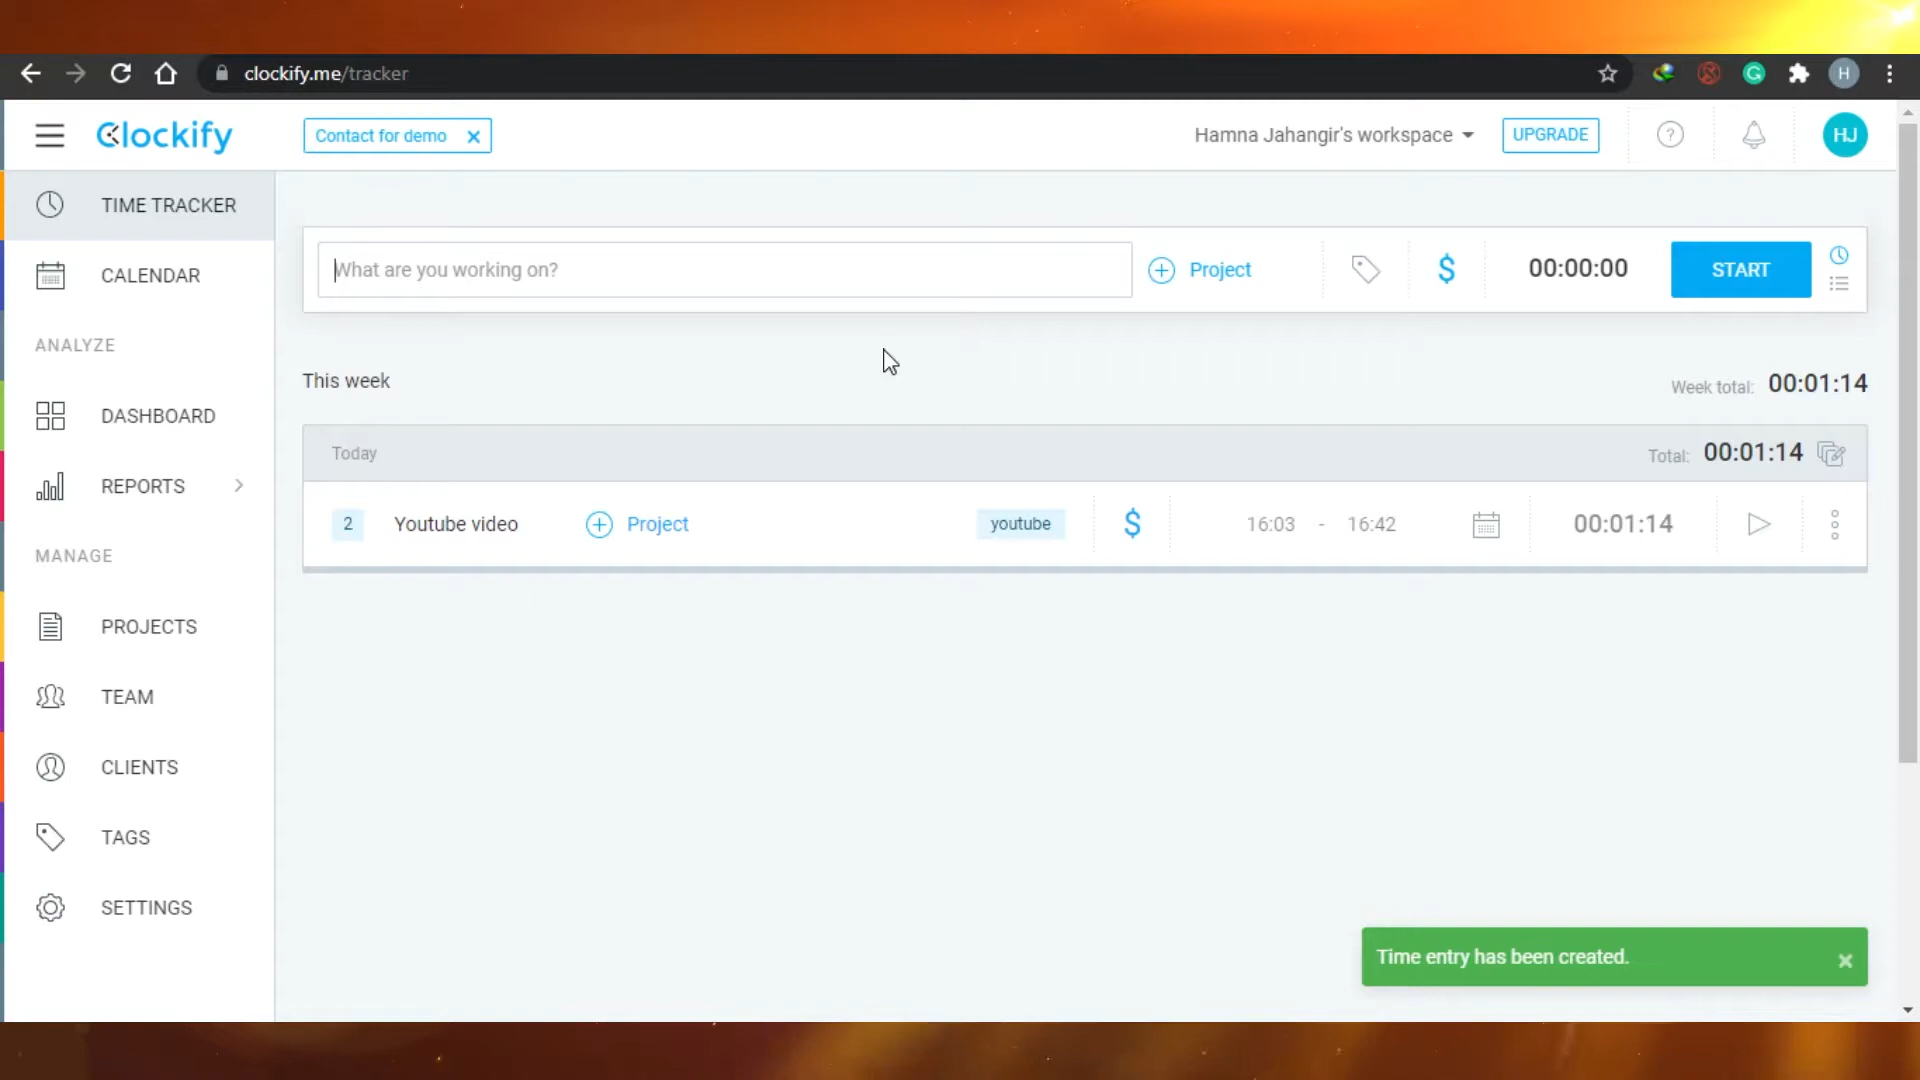 clockify.me/tracker
H
Clockify
Contact for demo
Hamna Jahangir's workspace
UPGRADE
?
HJ
TIME TRACKER
What are you working on?
Project
$
00:00:00
START
CALENDAR
ANALYZE
This week
Week total: 00:01:14
DASHBOARD
Today
Total: 00:01:14
REPORTS
2
Youtube video
Project
youtube
$
16:03 - 16:42
00:01:14
MANAGE
PROJECTS
TEAM
CLIENTS
TAGS
SETTINGS
Time entry has been created.